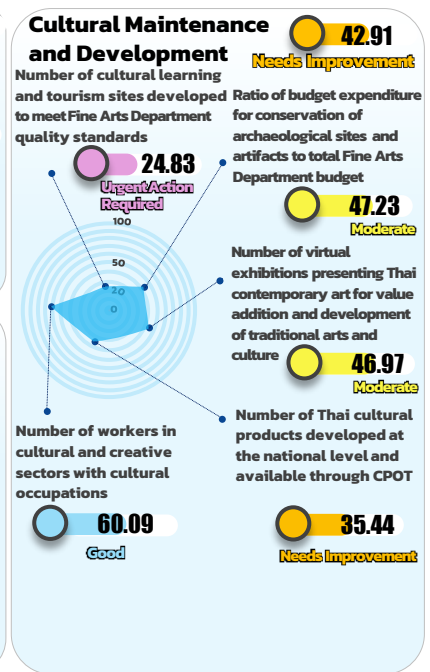 Cultural Maintenance
and Development
42.91
Needs Improvement
Number of cultural learning
and tourism sites developed
to meet Fine Arts Department
quality standards
24.83
Urgent Action
Required
Ratio of budget expenditure
for conservation of
archaeological sites and
artifacts to total Fine Arts
Department budget
47.23
Moderate
100
50
20
0
Number of virtual
exhibitions presenting Thai
contemporary art for value
addition and development
of traditional arts and
culture
46.97
Moderate
Number of workers in
cultural and creative
sectors with cultural
occupations
60.09
Good
Number of Thai cultural
products developed at
the national level and
available through CPOT
35.44
Needs Improvement